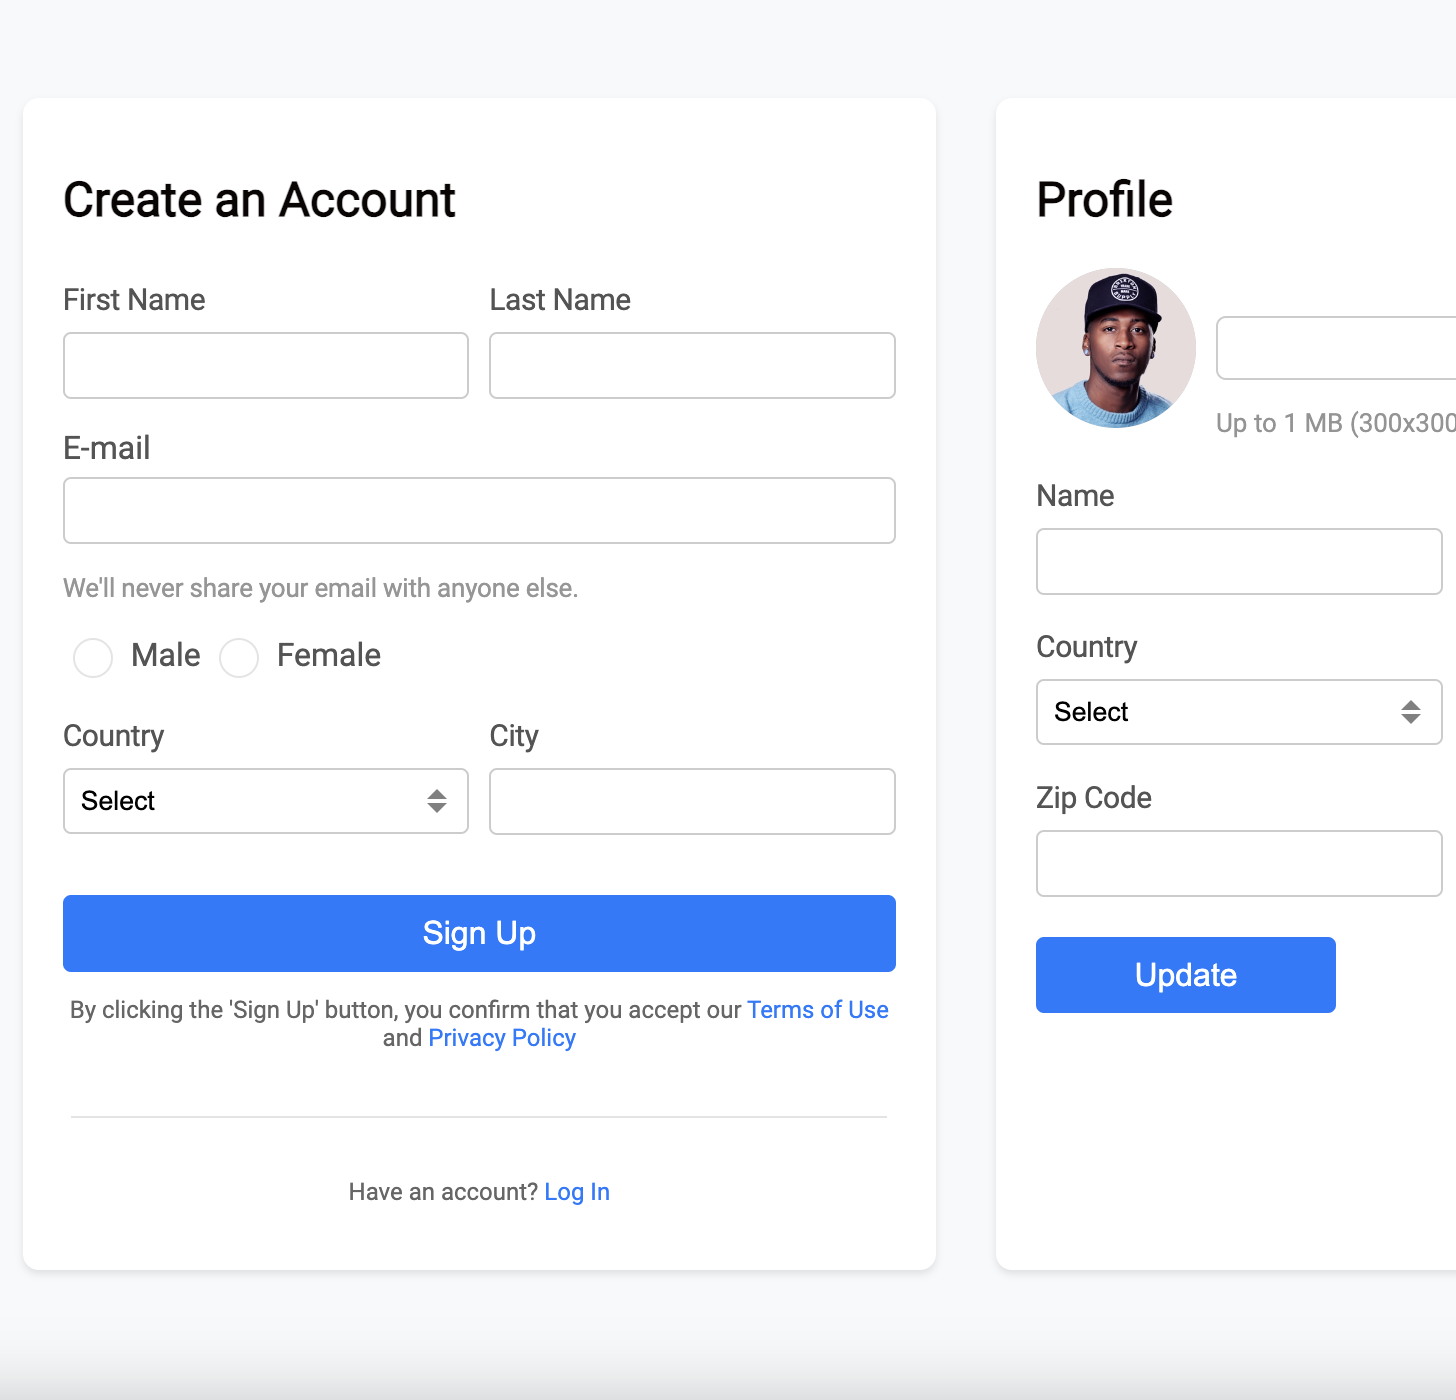 Create an Account
First Name
Last Name
E-mail
We'll never share your email with anyone else.
Male
Female
Country
City
Select
Sign Up
By clicking the 'Sign Up' button, you confirm that you accept our Terms of Use
and Privacy Policy
Have an account? Log In
Profile
Up to 1 MB (300x300
Name
Country
Select
Zip Code
Update